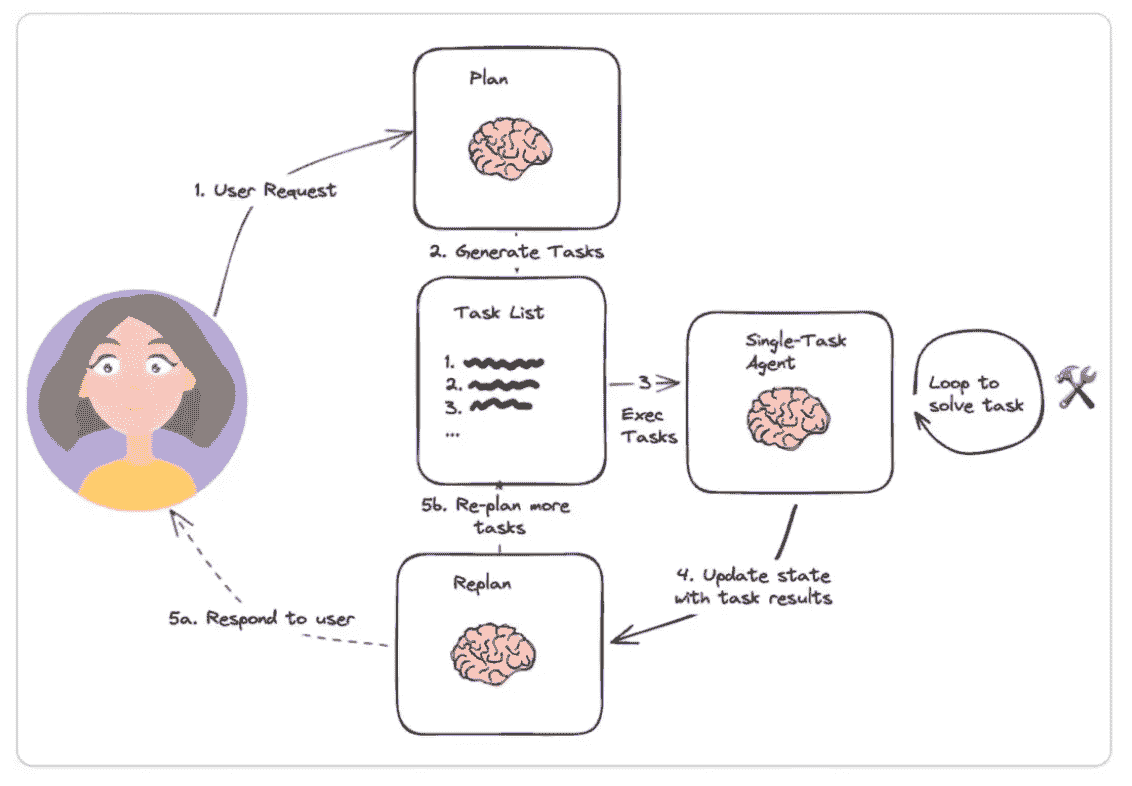 Plan
1. User Request
2. Generate Tasks
Task List
1.
2.
3.
...
3
Exec
Tasks
Single-Task
Agent
Loop to
solve task
4. Update state
with task results
5b. Re-plan more
tasks
Replan
5a. Respond to user